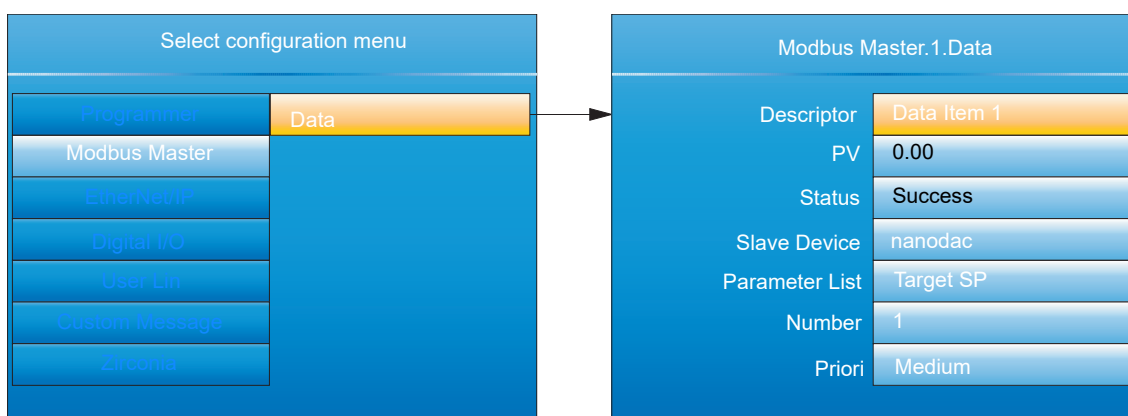 Select configuration menu
Programmer
Data
Modbus Master
EtherNet/IP
Digital I/O
User Lin
Custom Message
Zirconia
Modbus Master.1.Data
Descriptor Data Item 1
PV 0.00
Status Success
Slave Device nanodac
Parameter List Target SP
Number 1
Priori Medium